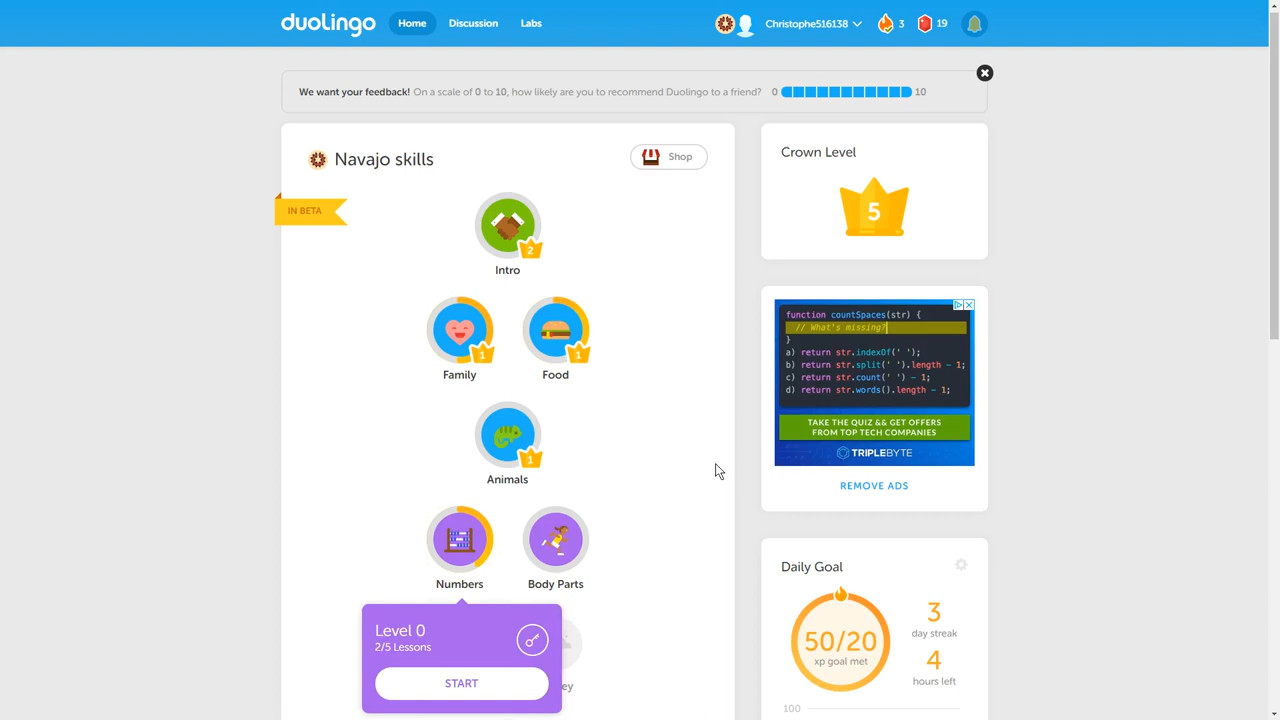 duolingo
Home
Discussion
Labs
Christophe516138
3
19
We want your feedback! On a scale of 0 to 10, how likely are you to recommend Duolingo to a friend?
0
10
Navajo skills
Shop
IN BETA
2
Intro
1
Family
1
Food
1
Animals
Numbers
Body Parts
Level 0
2/5 Lessons
START
ey
Crown Level
5
function countSpaces(str) {
// What's missing?
}
a) return str.indexOf(' ');
b) return str.split(' ').length - 1;
c) return str.count(' ') - 1;
d) return str.words().length - 1;
TAKE THE QUIZ && GET OFFERS
FROM TOP TECH COMPANIES
TRIPLEBYTE
REMOVE ADS
Daily Goal
50/20
xp goal met
3
day streak
4
hours left
100